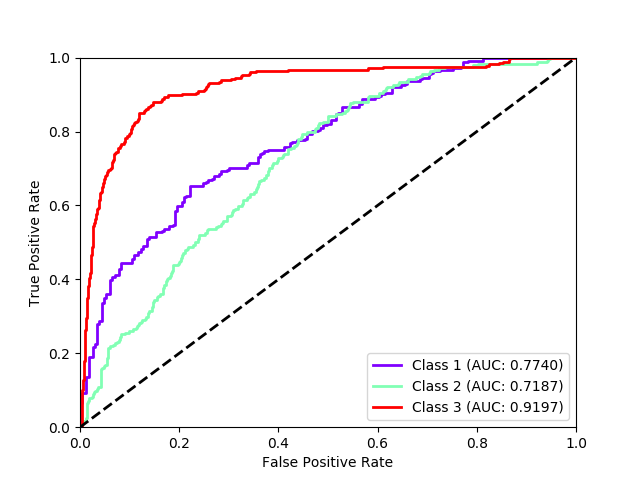 1.0
0.8
0.6
0.4
0.2
0.0
True Positive Rate
Class 1 (AUC: 0.7740)
Class 2 (AUC: 0.7187)
Class 3 (AUC: 0.9197)
0.0 0.2 0.4 0.6 0.8 1.0
False Positive Rate